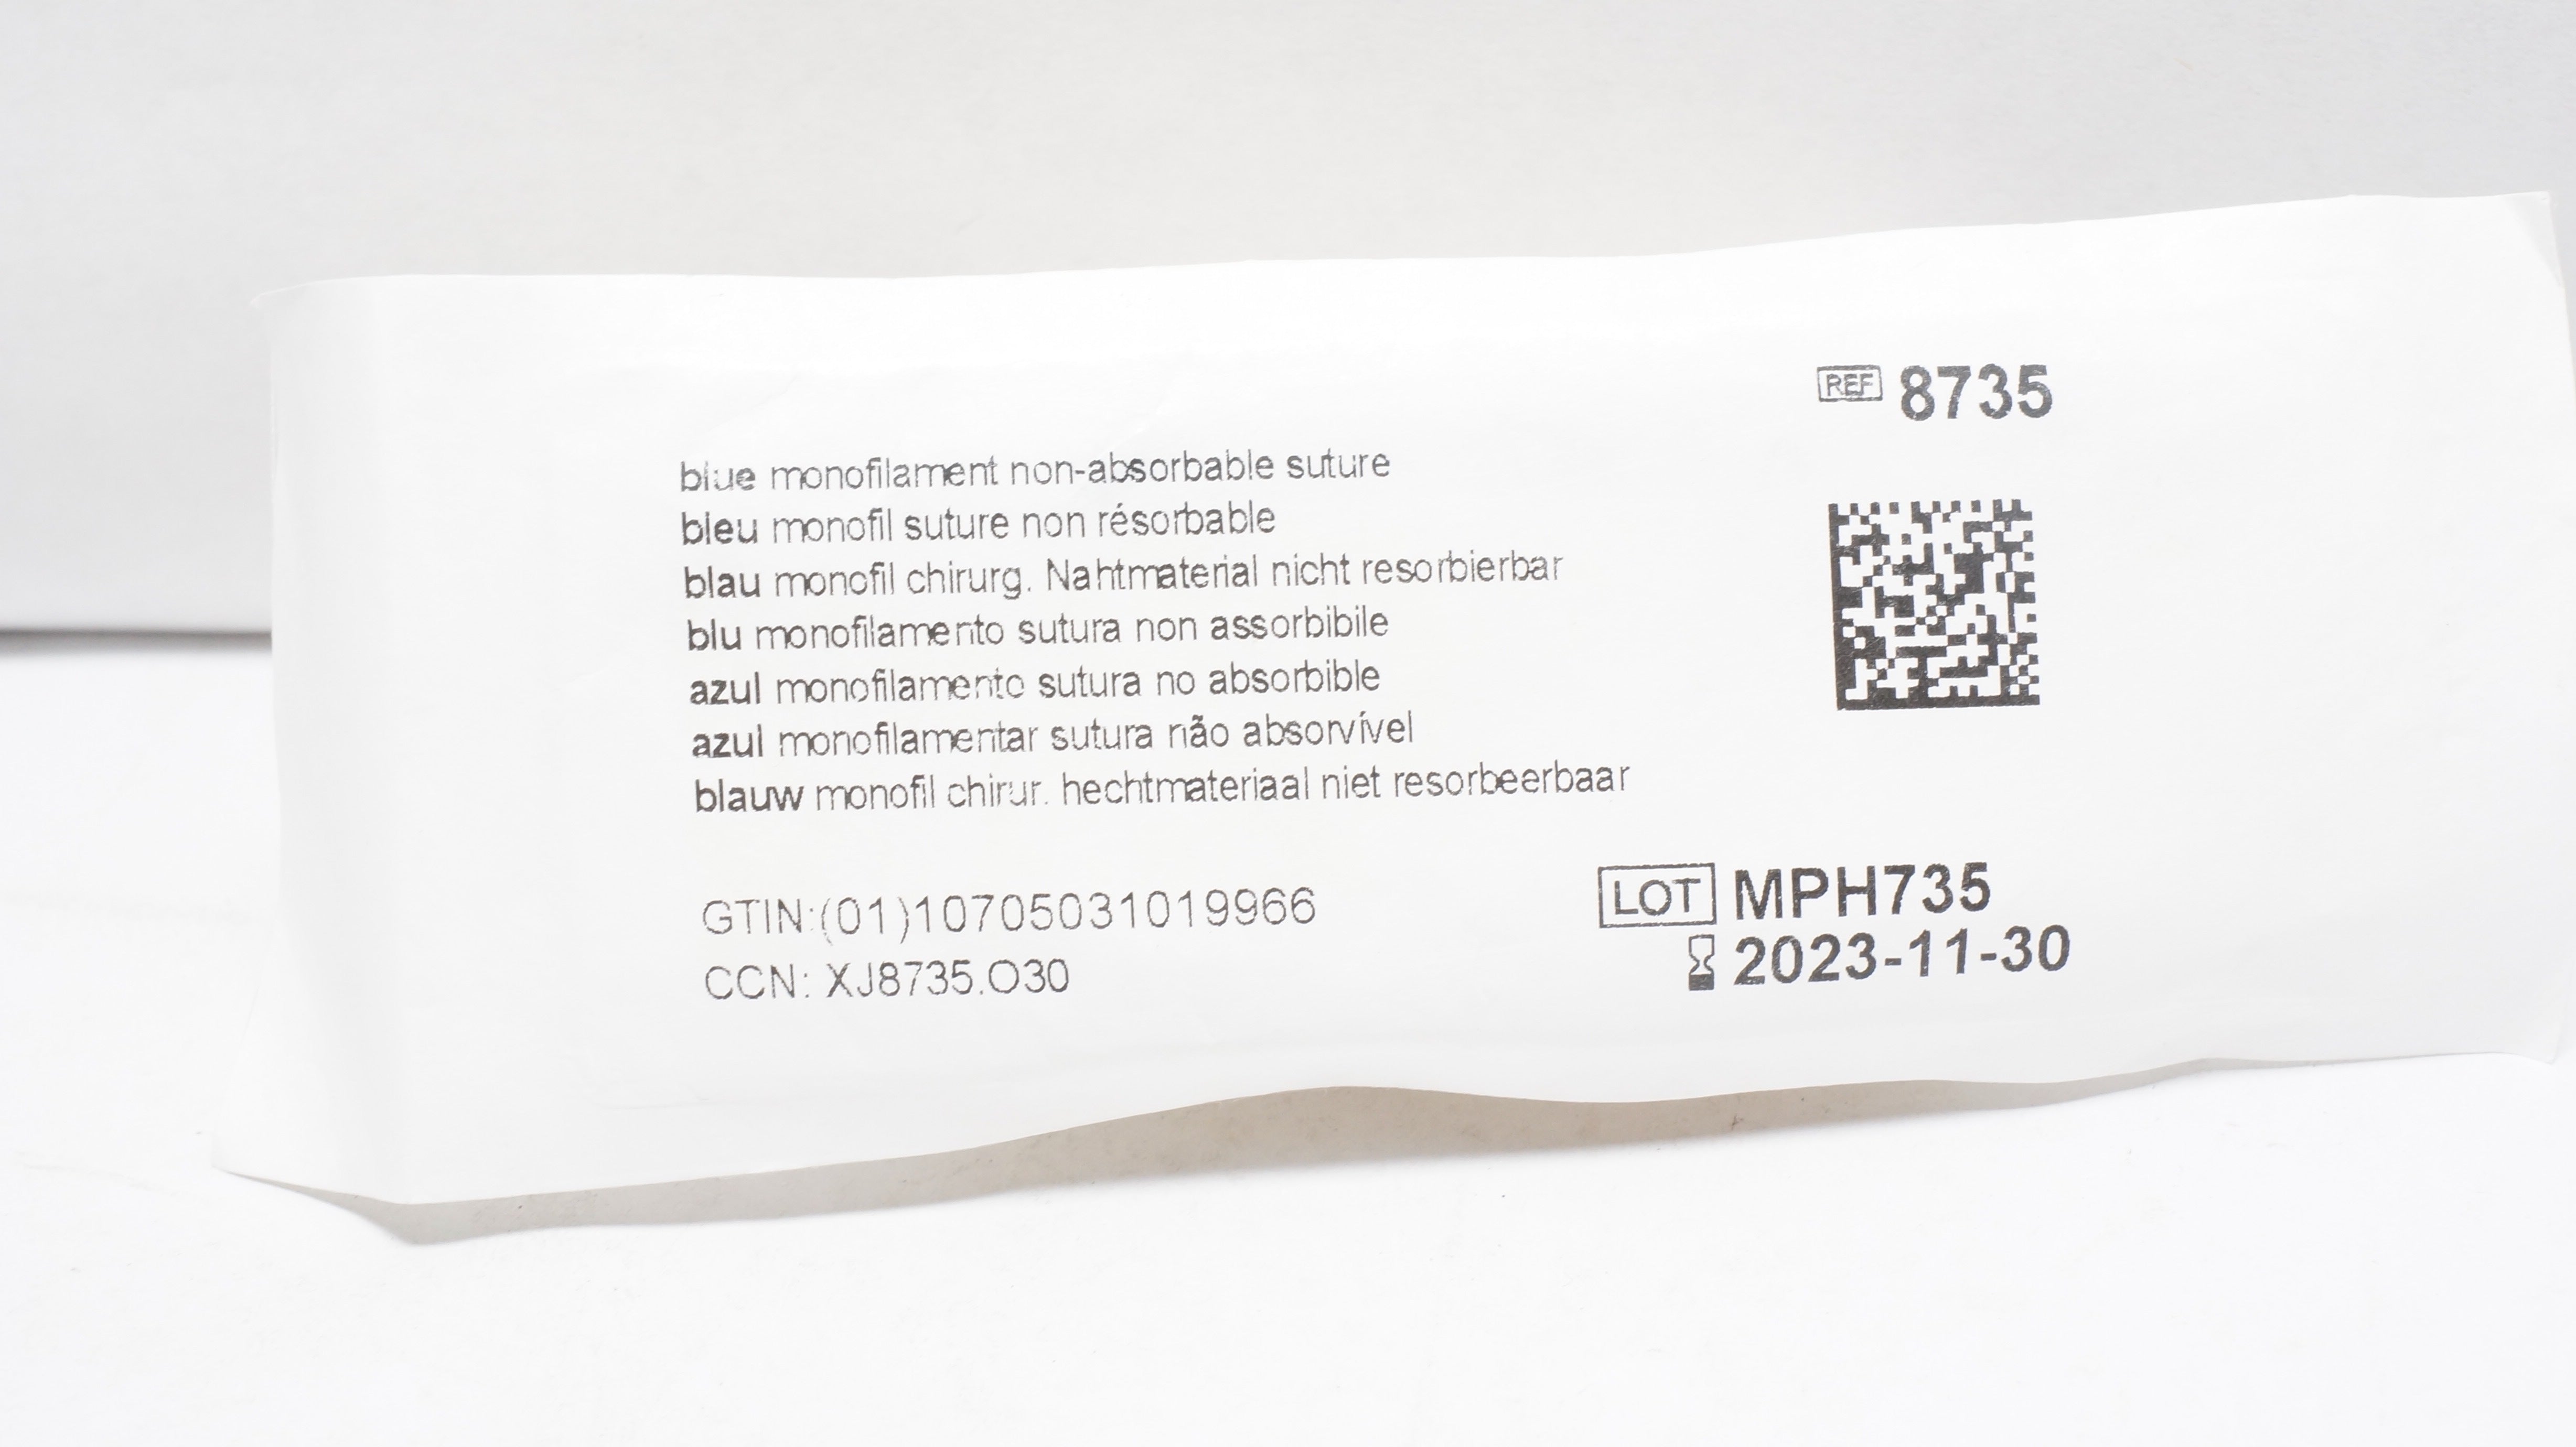 REF 8735
blue monofilament non-absorbable suture
bleu monofil suture non résorbable
blau monofil chirurg. Nahtmaterial nicht resorbierbar
blu monofilamento sutura non assorbibile
azul monofilamento sutura no absorbible
azul monofilamentar sutura não absorvível
blauw monofil chirur. hechtmateriaal niet resorbeerbaar
GTIN:(01)10705031019966
CCN: XJ8735.O30
LOT MPH735
2023-11-30